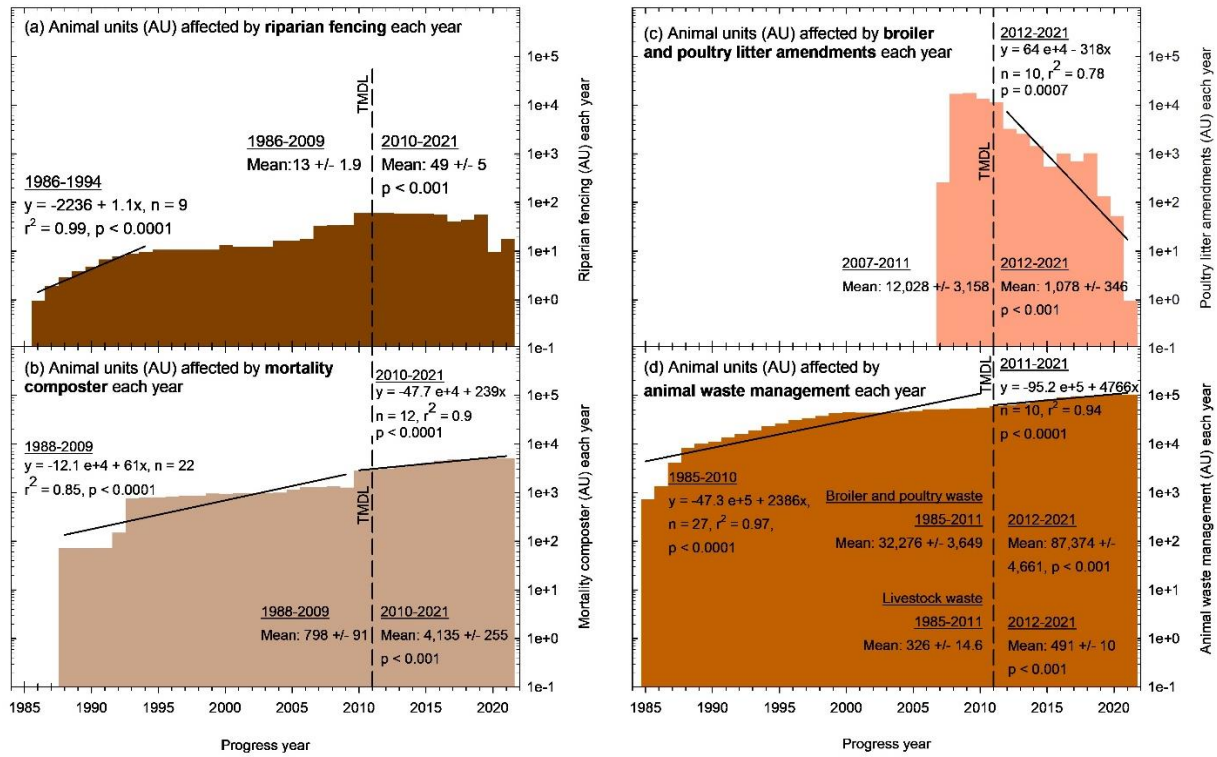 (a) Animal units (AU) affected by riparian fencing each year
TMDL
1986-2009
Mean:13 +/- 1.9
2010-2021
Mean: 49 +/- 5
p < 0.001
1986-1994
y = -2236 + 1.1x, n = 9
r² = 0.99, p < 0.0001
1e+5
1e+4
1e+3
1e+2
1e+1
1e+0
1e-1
Riparian fencing (AU) each year
(b) Animal units (AU) affected by mortality
composter each year
2010-2021
y = -47.7 e+4 + 239x
n = 12, r² = 0.9
p < 0.0001
1988-2009
y = -12.1 e+4 + 61x, n = 22
r² = 0.85, p < 0.0001
TMDL
1988-2009
Mean: 798 +/- 91
2010-2021
Mean: 4,135 +/- 255
p < 0.001
1e+5
1e+4
1e+3
1e+2
1e+1
1e+0
1e-1
Mortality composter (AU) each year
1985 1990 1995 2000 2005 2010 2015 2020
Progress year
(c) Animal units (AU) affected by broiler
and poultry litter amendments each year
2012-2021
y = 64 e+4 - 318x
n = 10, r² = 0.78
p = 0.0007
TMDL
2007-2011
Mean: 12,028 +/- 3,158
2012-2021
Mean: 1,078 +/- 346
p < 0.001
1e+5
1e+4
1e+3
1e+2
1e+1
1e+0
1e-1
Poultry litter amendments (AU) each year
(d) Animal units (AU) affected by
animal waste management each year
TMDL
2011-2021
y = -95.2 e+5 + 4766x
n = 10, r² = 0.94
p < 0.0001
1985-2010
y = -47.3 e+5 + 2386x,
n = 27, r² = 0.97,
p < 0.0001
Broiler and poultry waste
1985-2011
Mean: 32,276 +/- 3,649
2012-2021
Mean: 87,374 +/-
4,661, p < 0.001
Livestock waste
1985-2011
Mean: 326 +/- 14.6
2012-2021
Mean: 491 +/- 10
p < 0.001
1e+5
1e+4
1e+3
1e+2
1e+1
1e+0
1e-1
Animal waste management (AU) each year
1985 1990 1995 2000 2005 2010 2015 2020
Progress year